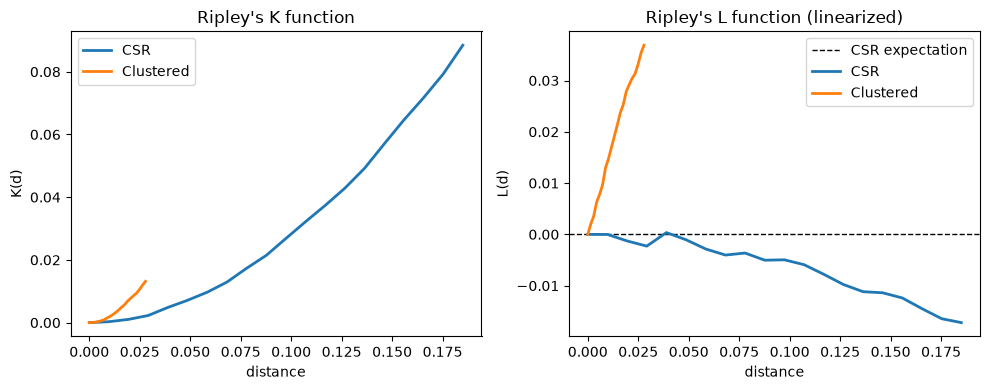 Ripley's K function
CSR
Clustered
K(d)
0.08
0.06
0.04
0.02
0.00
0.000 0.025 0.050 0.075 0.100 0.125 0.150 0.175
distance
Ripley's L function (linearized)
CSR expectation
CSR
Clustered
L(d)
0.03
0.02
0.01
0.00
−0.01
0.000 0.025 0.050 0.075 0.100 0.125 0.150 0.175
distance